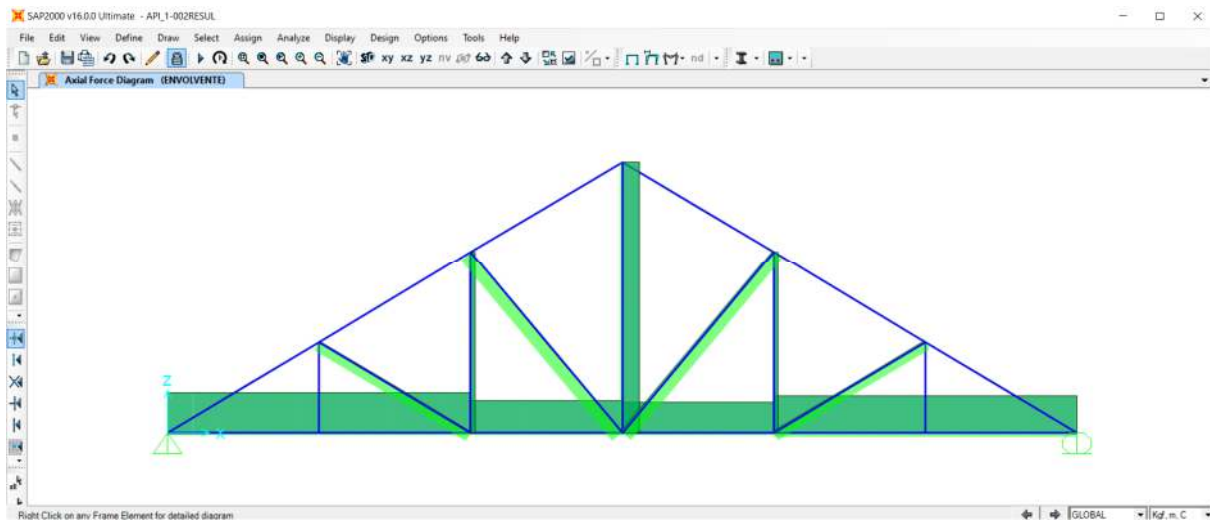 SAP2000 v16.0.0 Ultimate - API_1-002RESUL
File Edit View Define Draw Select Assign Analyze Display Design Options Tools Help
xy xz yz nv nd
Axial Force Diagram (ENVOLVENTE)
Z
X
Right Click on any Frame Element for detailed diagram
GLOBAL
Kgf, m, C